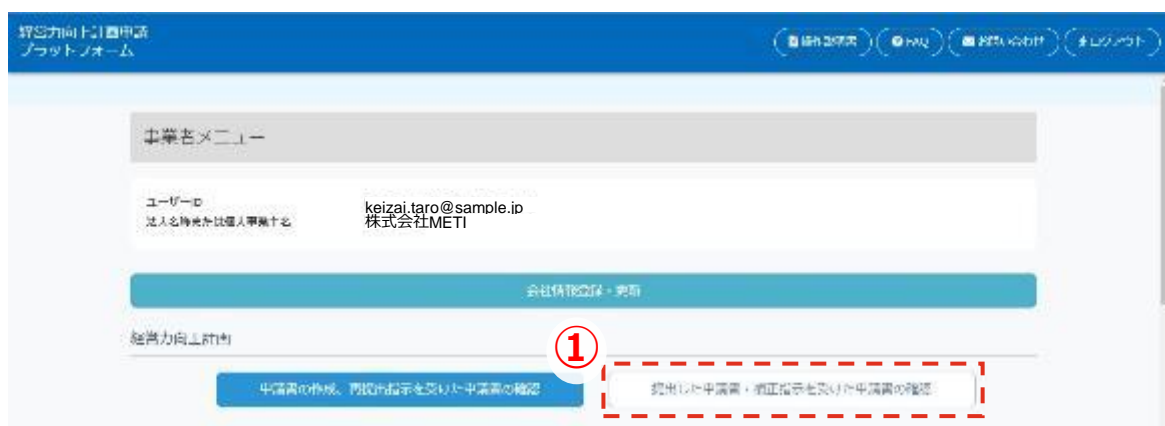 経営力向上計画申請
プラットフォーム
操作説明書
FAQ
お問い合わせ
ログアウト
事業者メニュー
ユーザーID
keizai.taro@sample.jp
法人名称または個人事業主名
株式会社METI
会社情報登録・更新
経営力向上計画
①
申請書の作成、再提出指示を受けた申請書の確認
提出した申請書・補正指示を受けた申請書の確認